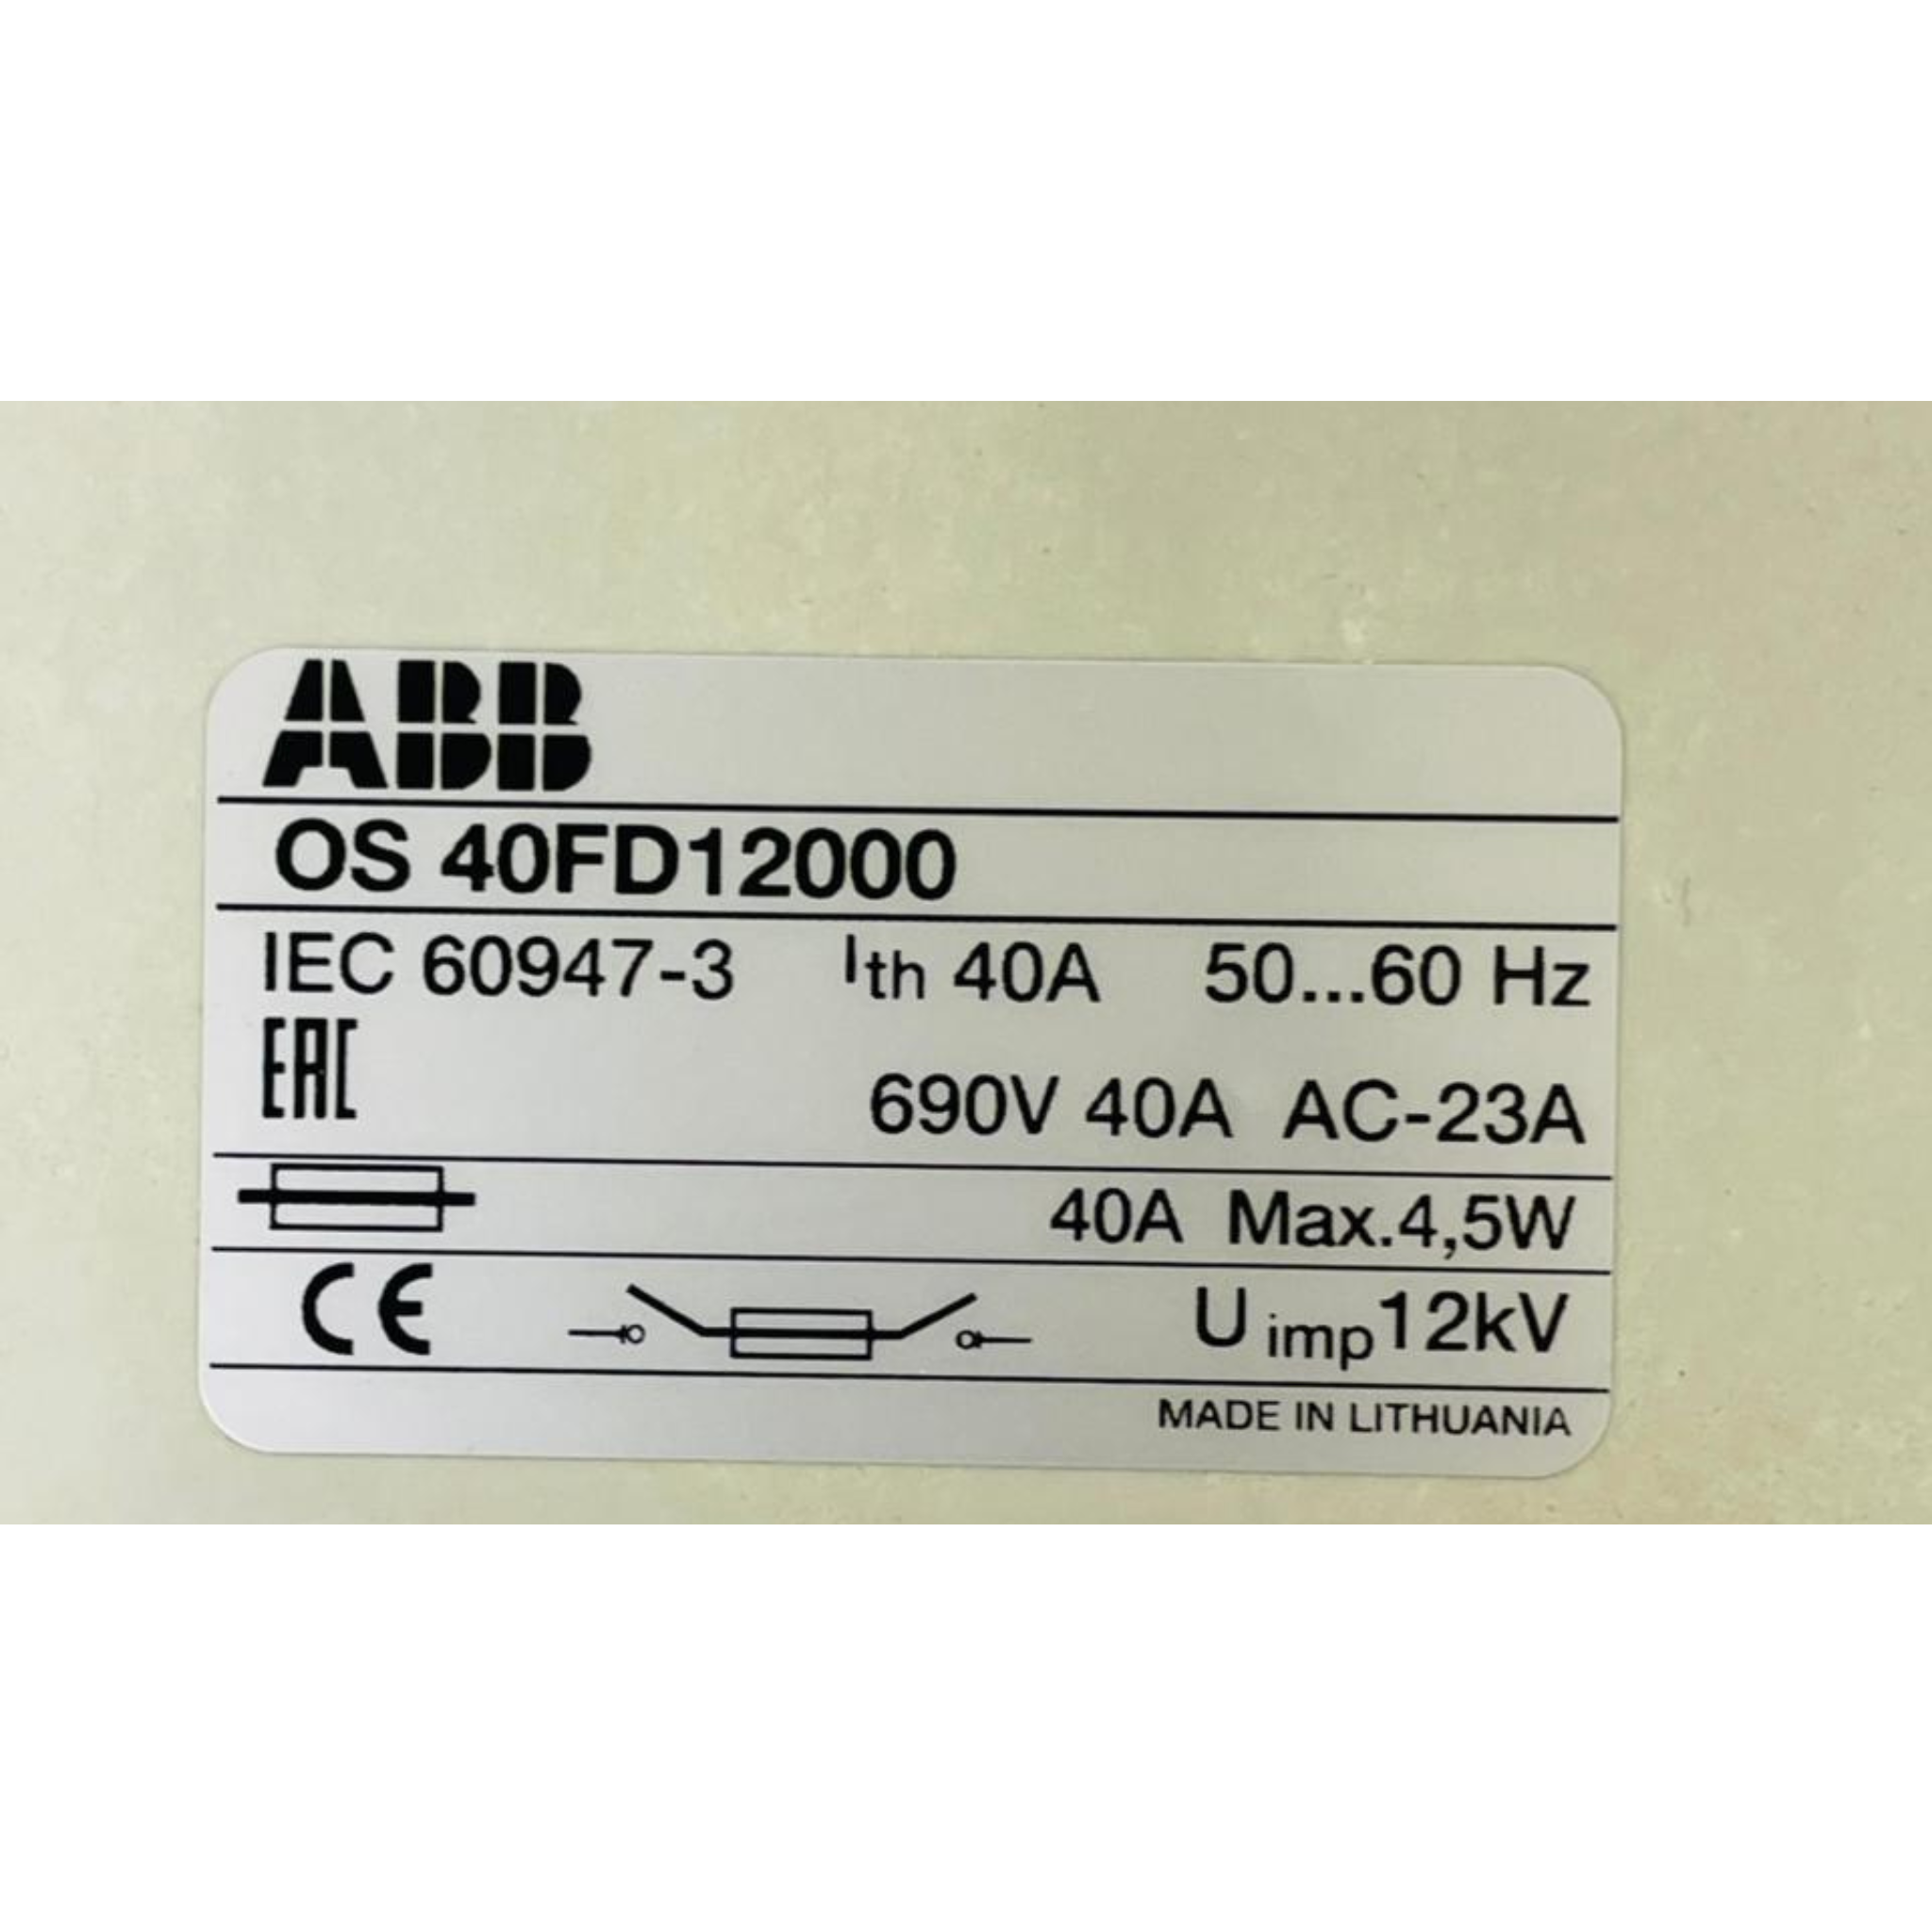 ABB
OS 40FD12000
IEC 60947-3 Ith 40A 50...60 Hz
EAC
690V 40A AC-23A
40A Max.4,5W
CE U imp 12kV
MADE IN LITHUANIA